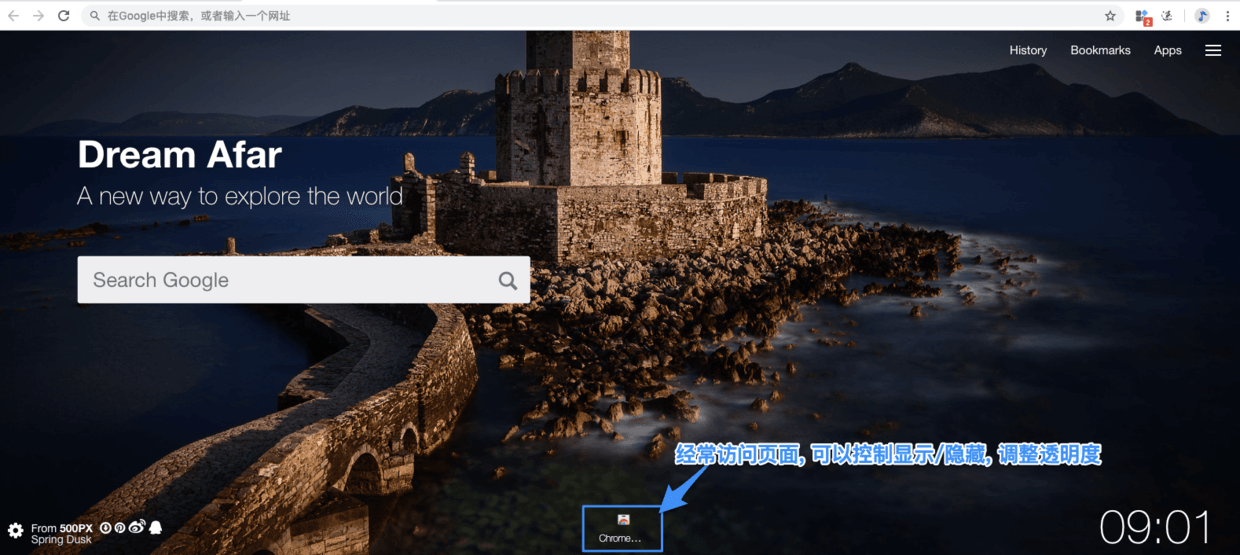 在Google中搜索，或者输入一个网址
2
History Bookmarks Apps
Dream Afar
A new way to explore the world
Search Google
经常访问页面, 可以控制显示/隐藏, 调整透明度
Chrome...
From 500PX
Spring Dusk
09:01